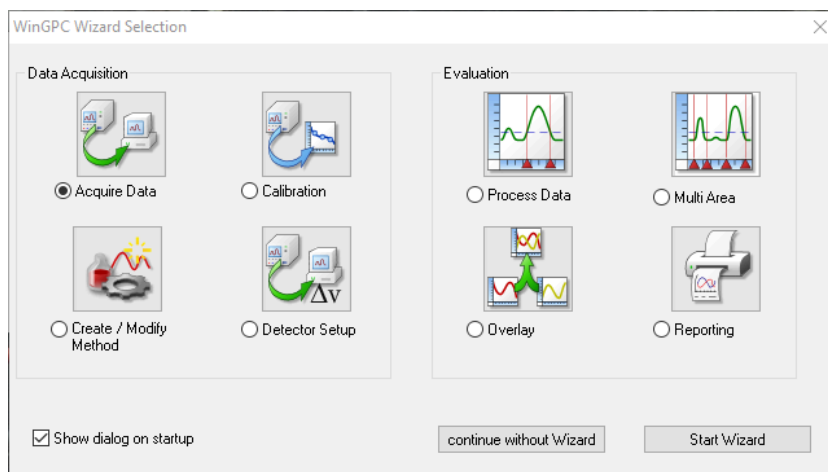 WinGPC Wizard Selection
Data Acquisition
Acquire Data
Calibration
Create / Modify
Method
Detector Setup
ΔV
Evaluation
Process Data
Multi Area
Overlay
Reporting
Show dialog on startup
continue without Wizard
Start Wizard